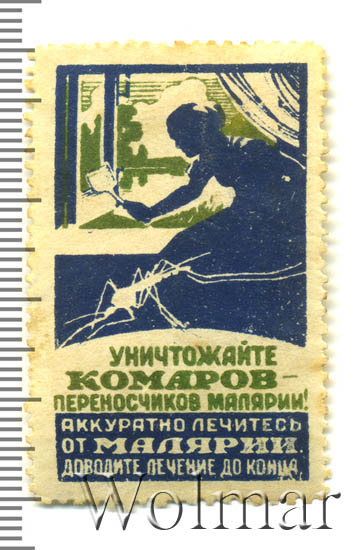 УНИЧТОЖАЙТЕ
КОМАРОВ –
ПЕРЕНОСЧИКОВ МАЛЯРИИ!
АККУРАТНО ЛЕЧИТЕСЬ
ОТ МАЛЯРИИ.
ДОВОДИТЕ ЛЕЧЕНИЕ ДО КОНЦА.
Wolmar